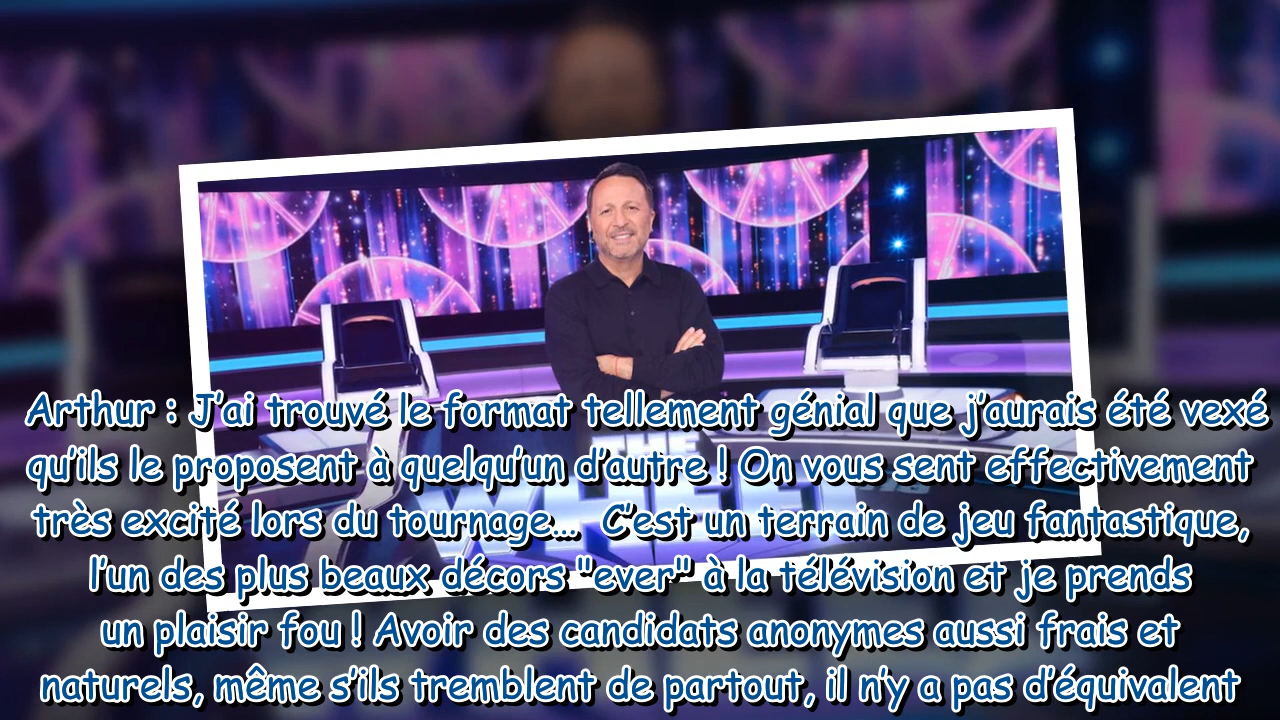 Arthur : J’ai trouvé le format tellement génial que j’aurais été vexé
qu’ils le proposent à quelqu’un d’autre ! On vous sent effectivement
très excité lors du tournage… C’est un terrain de jeu fantastique,
l’un des plus beaux décors "ever" à la télévision et je prends
un plaisir fou ! Avoir des candidats anonymes aussi frais et
naturels, même s’ils tremblent de partout, il n’y a pas d’équivalent
THE
WHEEL